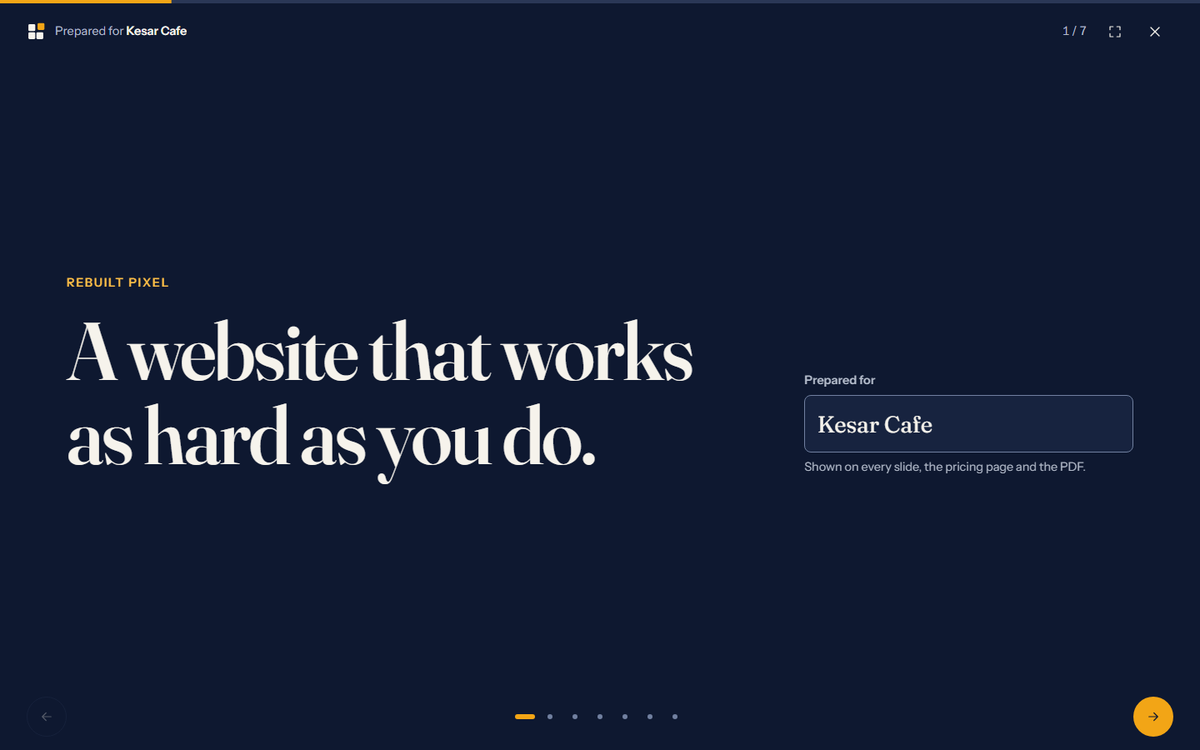 Prepared for Kesar Cafe
1 / 7
REBUILT PIXEL
A website that works
as hard as you do.
Prepared for
Kesar Cafe
Shown on every slide, the pricing page and the PDF.